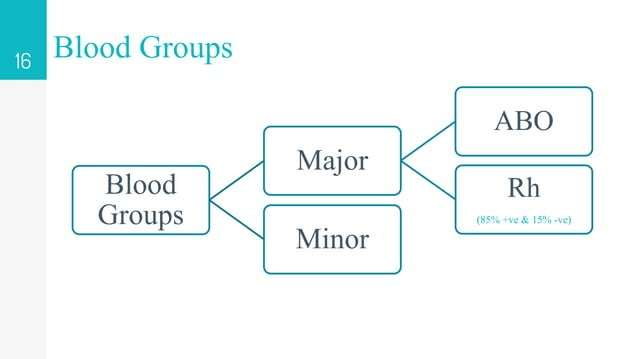 16
Blood Groups
Blood
Groups
Major
Minor
ABO
Rh
(85% +ve & 15% -ve)